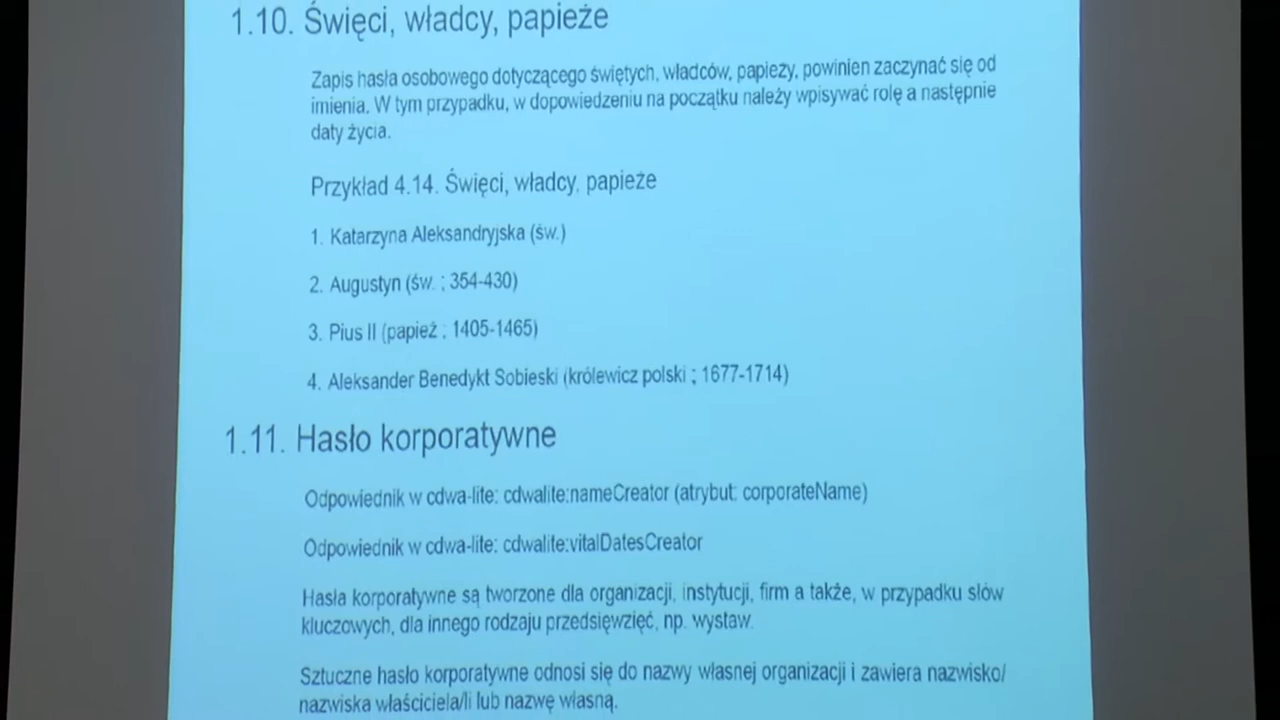 1.10. Święci, władcy, papieże
Zapis hasła osobowego dotyczącego świętych, władców, papieży, powinien zaczynać się od
imienia. W tym przypadku, w dopowiedzeniu na początku należy wpisywać rolę a następnie
daty życia.
Przykład 4.14. Święci, władcy, papieże
1. Katarzyna Aleksandryjska (św.)
2. Augustyn (św. ; 354-430)
3. Pius II (papież ; 1405-1465)
4. Aleksander Benedykt Sobieski (królewicz polski ; 1677-1714)
1.11. Hasło korporatywne
Odpowiednik w cdwa-lite: cdwalite:nameCreator (atrybut: corporateName)
Odpowiednik w cdwa-lite: cdwalite:vitalDatesCreator
Hasła korporatywne są tworzone dla organizacji, instytucji, firm a także, w przypadku słów
kluczowych, dla innego rodzaju przedsięwzięć, np. wystaw.
Sztuczne hasło korporatywne odnosi się do nazwy własnej organizacji i zawiera nazwisko/
nazwiska właściciela/li lub nazwę własną.